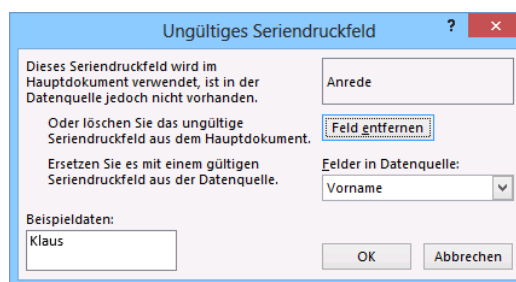 Ungültiges Seriendruckfeld
?
Dieses Seriendruckfeld wird im
Hauptdokument verwendet, ist in der
Datenquelle jedoch nicht vorhanden.
Anrede
Oder löschen Sie das ungültige
Seriendruckfeld aus dem Hauptdokument.
Feld entfernen
Ersetzen Sie es mit einem gültigen
Seriendruckfeld aus der Datenquelle.
Felder in Datenquelle:
Vorname
Beispieldaten:
Klaus
OK
Abbrechen